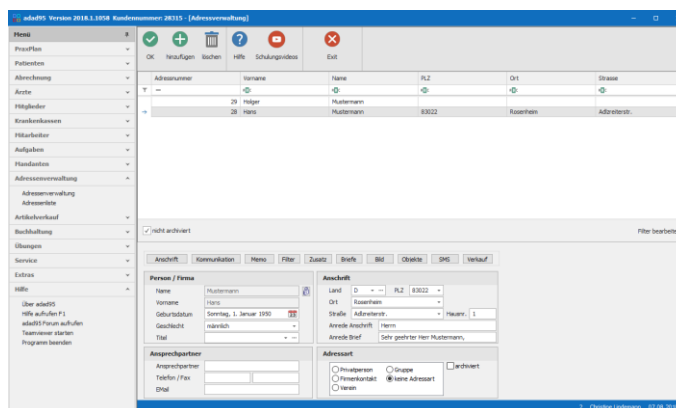 adad95 Version 2018.1.1058 Kundennummer: 28315 - [Adressverwaltung]
Menü
PraxPlan
Patienten
Abrechnung
Ärzte
Mitglieder
Krankenkassen
Mitarbeiter
Aufgaben
Mandanten
Adressenverwaltung
Adressenverwaltung
Adressenliste
Artikelverkauf
Buchhaltung
Übungen
Service
Extras
Hilfe
Über adad95
Hilfe aufrufen F1
adad95 Forum aufrufen
Teamviewer starten
Programm beenden
OK hinzufügen löschen Hilfe Schulungsvideos Exit
Adressnummer Vorname Name PLZ Ort Strasse
29 Holger Mustermann
28 Hans Mustermann 83022 Rosenheim Adlzreiterstr.
nicht archiviert Filter bearbeite
Anschrift Kommunikation Memo Filter Zusatz Briefe Bild Objekte SMS Verkauf
Person / Firma
Name Mustermann
Vorname Hans
Geburtsdatum Sonntag, 1. Januar 1950
Geschlecht männlich
Titel
Ansprechpartner
Ansprechpartner
Telefon / Fax
EMail
Anschrift
Land D PLZ 83022
Ort Rosenheim
Straße Adlzreiterstr. Hausnr. 1
Anrede Anschrift Herrn
Anrede Brief Sehr geehrter Herr Mustermann,
Adressart
Privatperson Gruppe archiviert
Firmenkontakt keine Adressart
Verein
2 Christine Lindemann 07.08.201